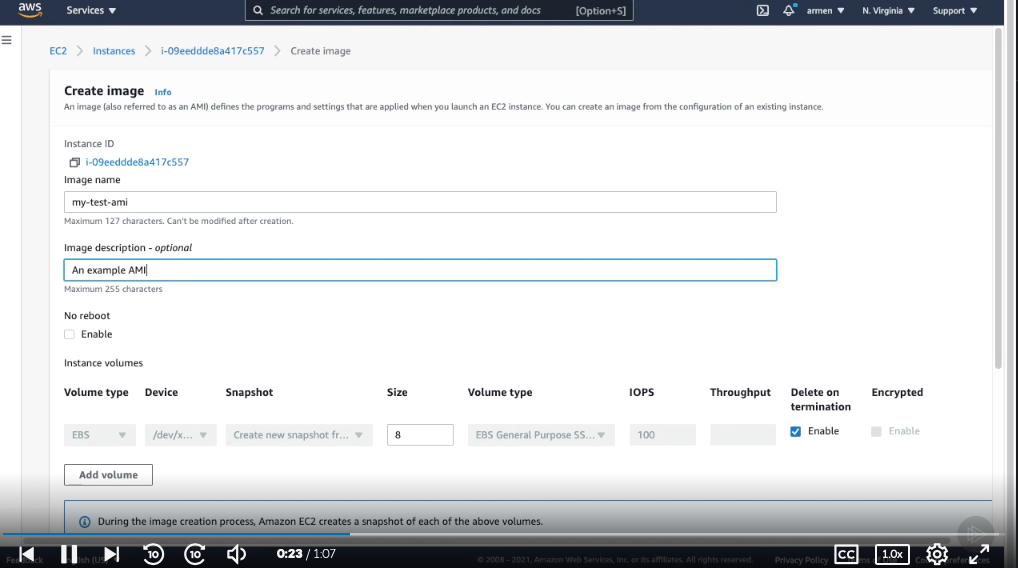 aws
Services ▼
Search for services, features, marketplace products, and docs [Option+S]
armen ▼
N. Virginia ▼
Support ▼
EC2 > Instances > i-09eeddde8a417c557 > Create image
Create image Info
An image (also referred to as an AMI) defines the programs and settings that are applied when you launch an EC2 instance. You can create an image from the configuration of an existing instance.
Instance ID
i-09eeddde8a417c557
Image name
my-test-ami
Maximum 127 characters. Can't be modified after creation.
Image description - optional
An example AMI
Maximum 255 characters
No reboot
Enable
Instance volumes
Volume type Device Snapshot Size Volume type IOPS Throughput Delete on termination Encrypted
EBS ▼ /dev/x... ▼ Create new snapshot fr... ▼ 8 EBS General Purpose SS... ▼ 100 Enable Enable
Add volume
During the image creation process, Amazon EC2 creates a snapshot of each of the above volumes.
10 10 0:23 / 1:07 CC 1.0x
© 2008 - 2021, Amazon Web Services, Inc. or its affiliates. All rights reserved. Privacy Policy